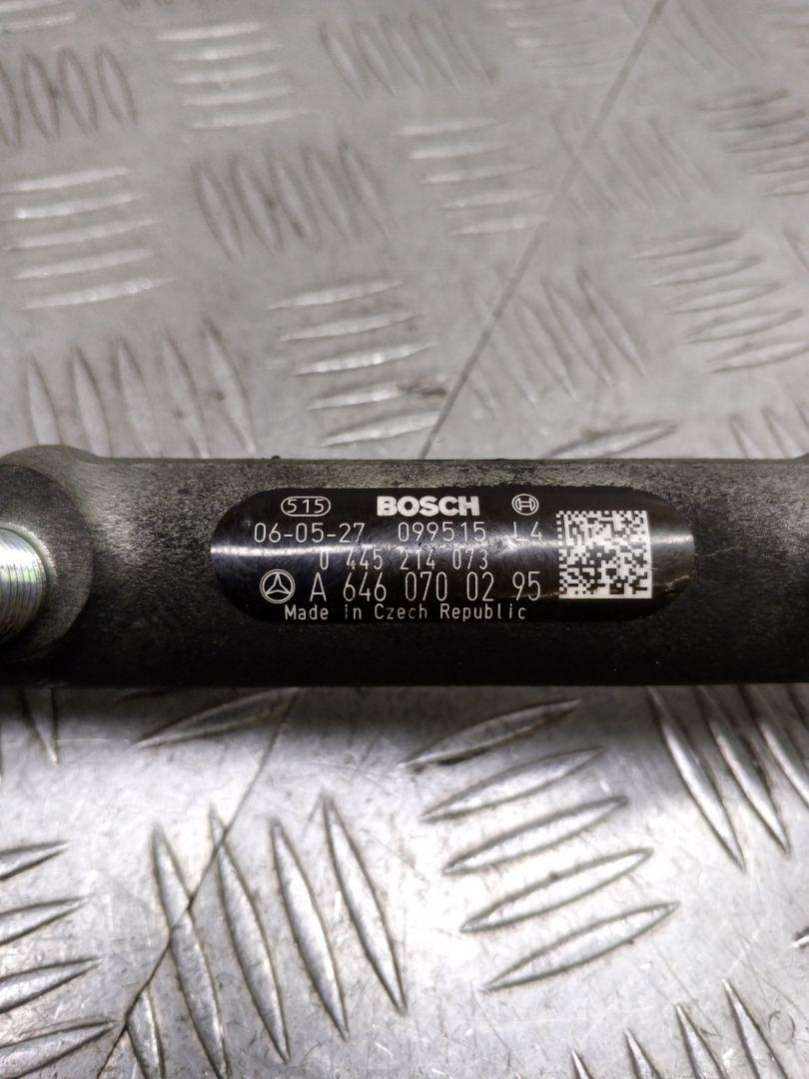 515 BOSCH
06-05-27 099515 L4
0 445 214 073
A 646 070 02 95
Made in Czech Republic